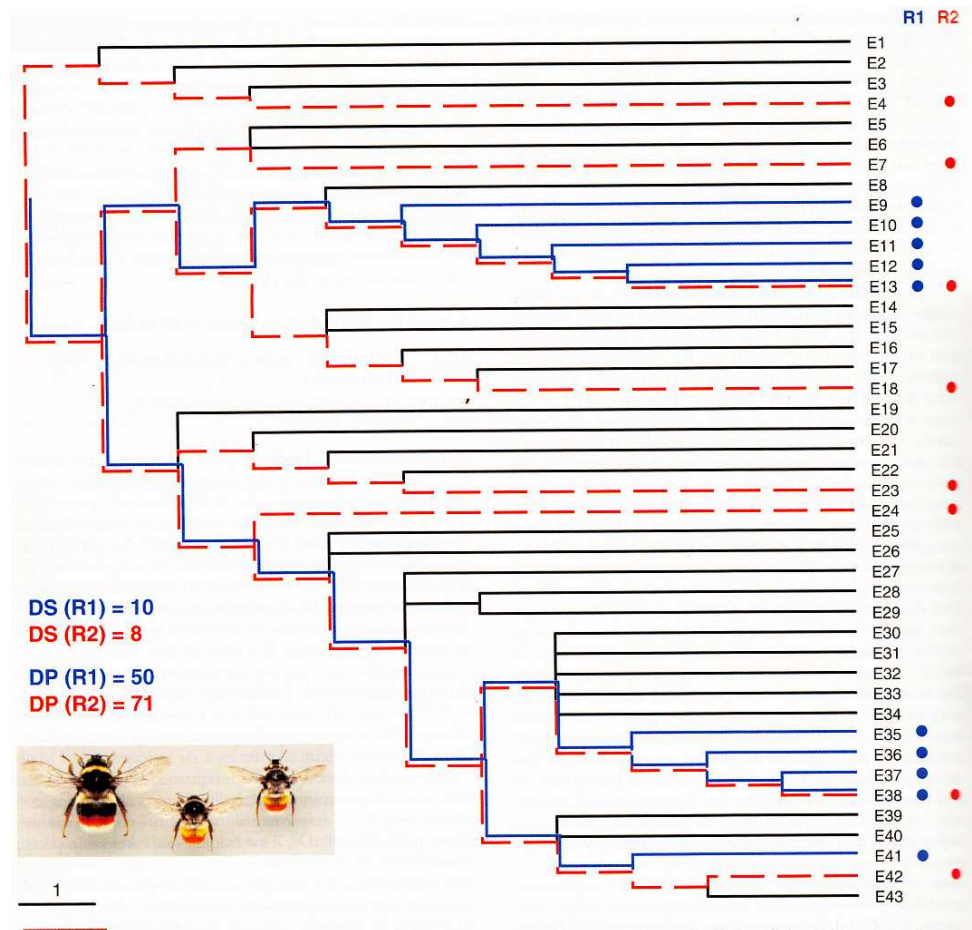 R1 R2
E1
E2
E3
E4
E5
E6
E7
E8
E9
E10
E11
E12
E13
E14
E15
E16
E17
E18
E19
E20
E21
E22
E23
E24
E25
E26
E27
E28
E29
E30
E31
E32
E33
E34
E35
E36
E37
E38
E39
E40
E41
E42
E43
DS (R1) = 10
DS (R2) = 8
DP (R1) = 50
DP (R2) = 71
1